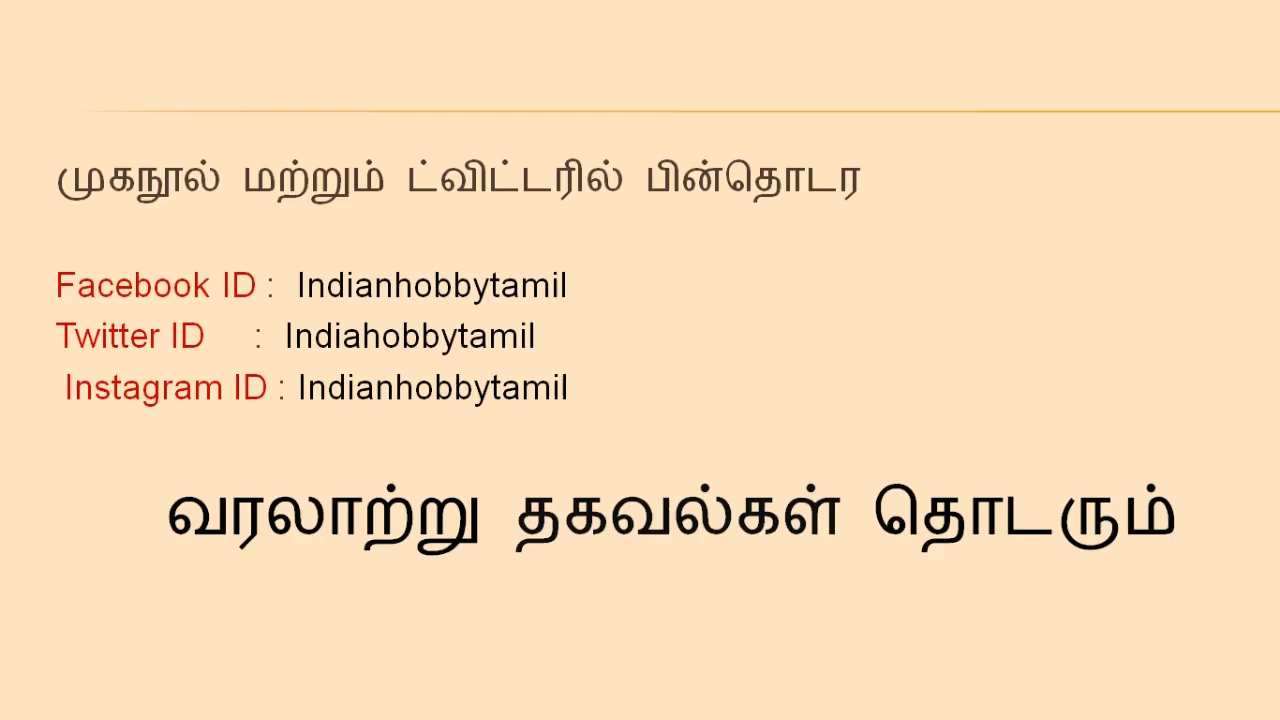 முகநூல் மற்றும் ட்விட்டரில் பின்தொடர
Facebook ID : Indianhobbytamil
Twitter ID : Indiahobbytamil
Instagram ID : Indianhobbytamil
வரலாற்று தகவல்கள் தொடரும்